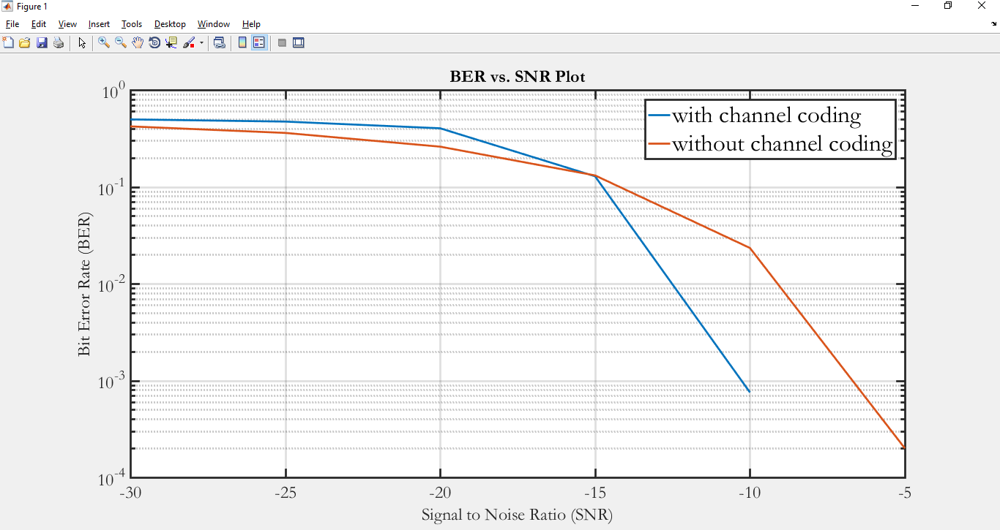 Figure 1
File Edit View Insert Tools Desktop Window Help
BER vs. SNR Plot
10^0
10^-1
10^-2
10^-3
10^-4
Bit Error Rate (BER)
with channel coding
without channel coding
-30 -25 -20 -15 -10 -5
Signal to Noise Ratio (SNR)